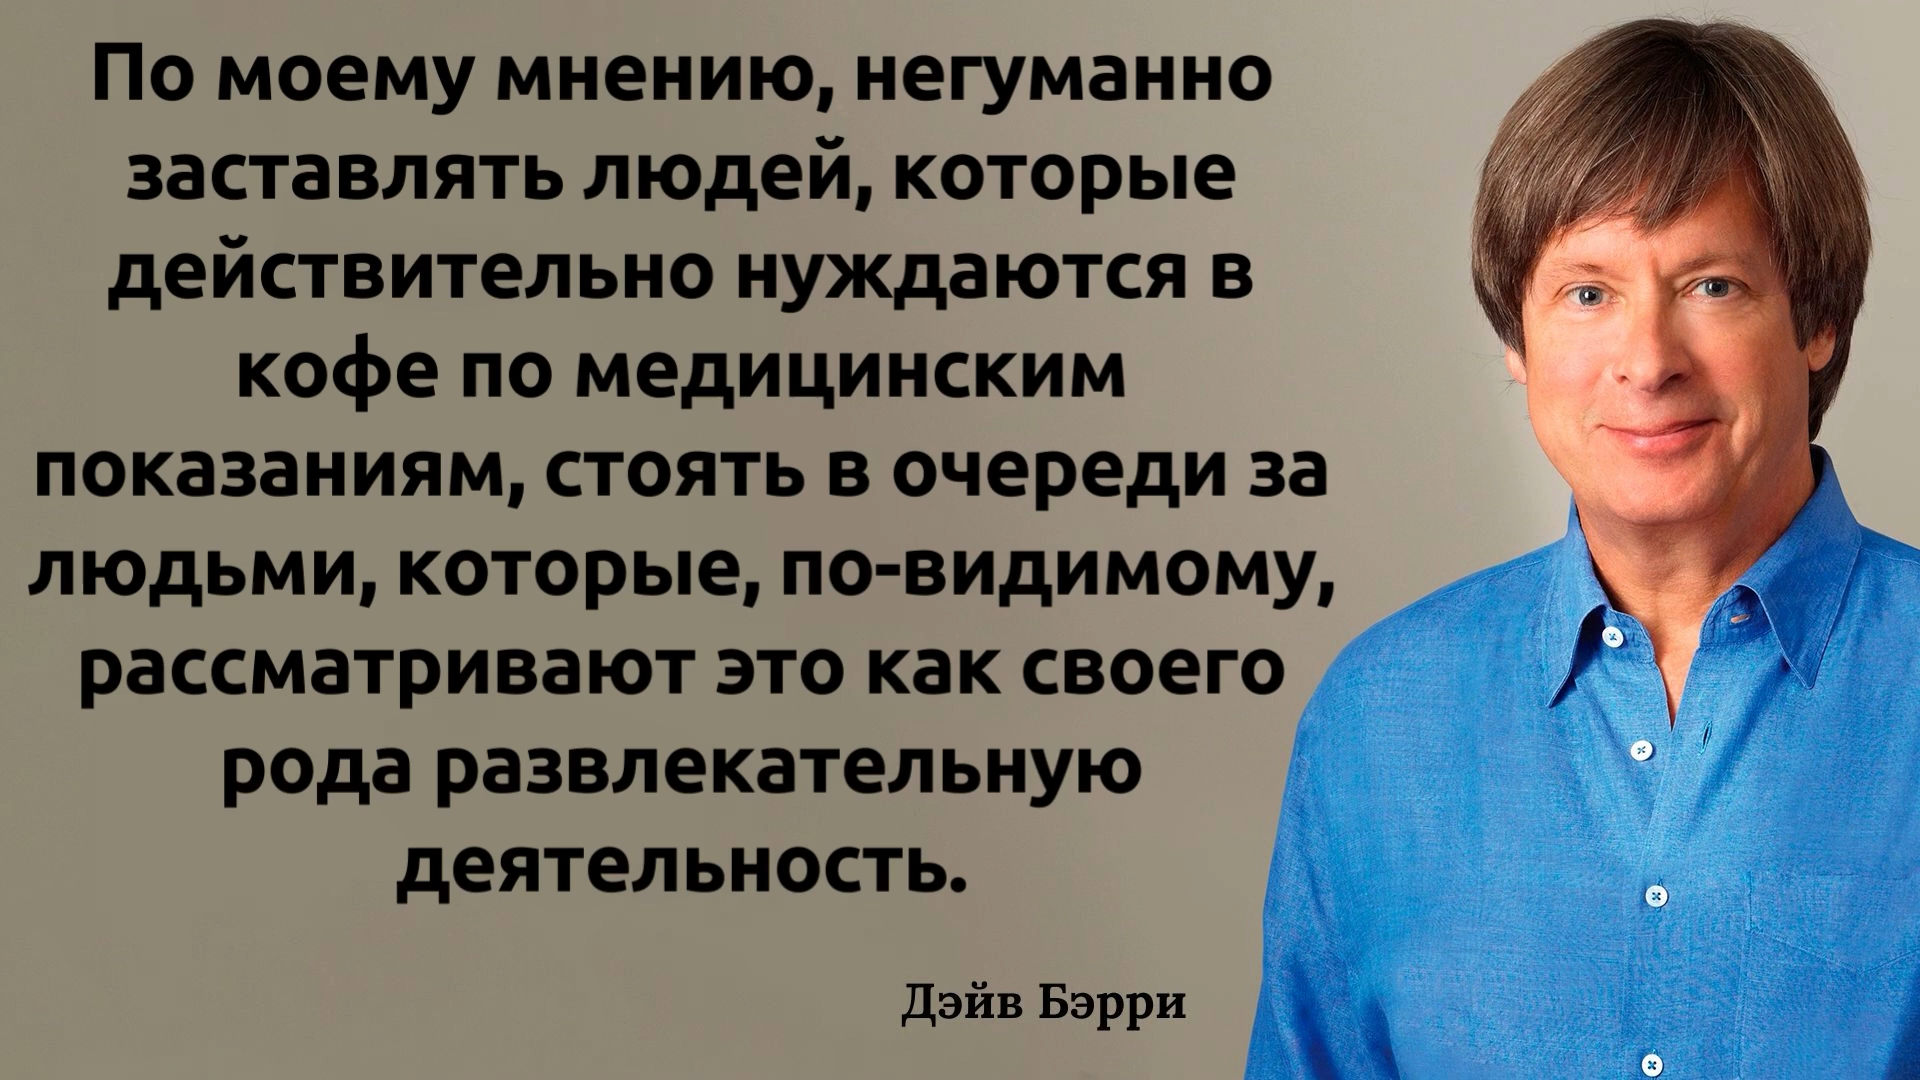 По моему мнению, негуманно
заставлять людей, которые
действительно нуждаются в
кофе по медицинским
показаниям, стоять в очереди за
людьми, которые, по-видимому,
рассматривают это как своего
рода развлекательную
деятельность.
Дэйв Бэрри